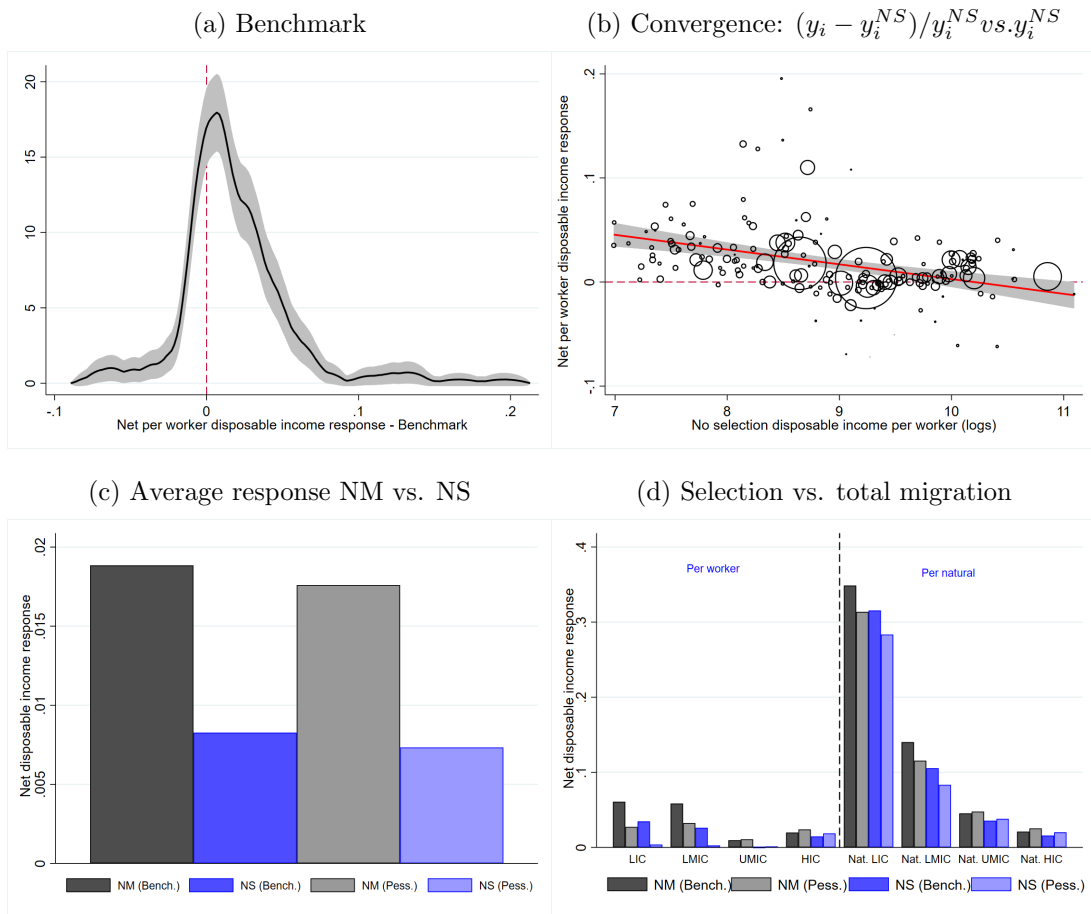 (a) Benchmark
20
15
10
5
0
-.1
0
.1
.2
Net per worker disposable income response - Benchmark
(b) Convergence: $(y_i - y_i^{NS})/y_i^{NS} vs. y_i^{NS}$
Net per worker disposable income response
.2
.1
0
-.1
7
8
9
10
11
No selection disposable income per worker (logs)
(c) Average response NM vs. NS
Net disposable income response
.02
.015
.01
.005
0
NM (Bench.)
NS (Bench.)
NM (Pess.)
NS (Pess.)
(d) Selection vs. total migration
Net disposable income response
.4
.3
.2
.1
0
Per worker
Per natural
LIC
LMIC
UMIC
HIC
Nat. LIC
Nat. LMIC
Nat. UMIC
Nat. HIC
NM (Bench.)
NM (Pess.)
NS (Bench.)
NS (Pess.)